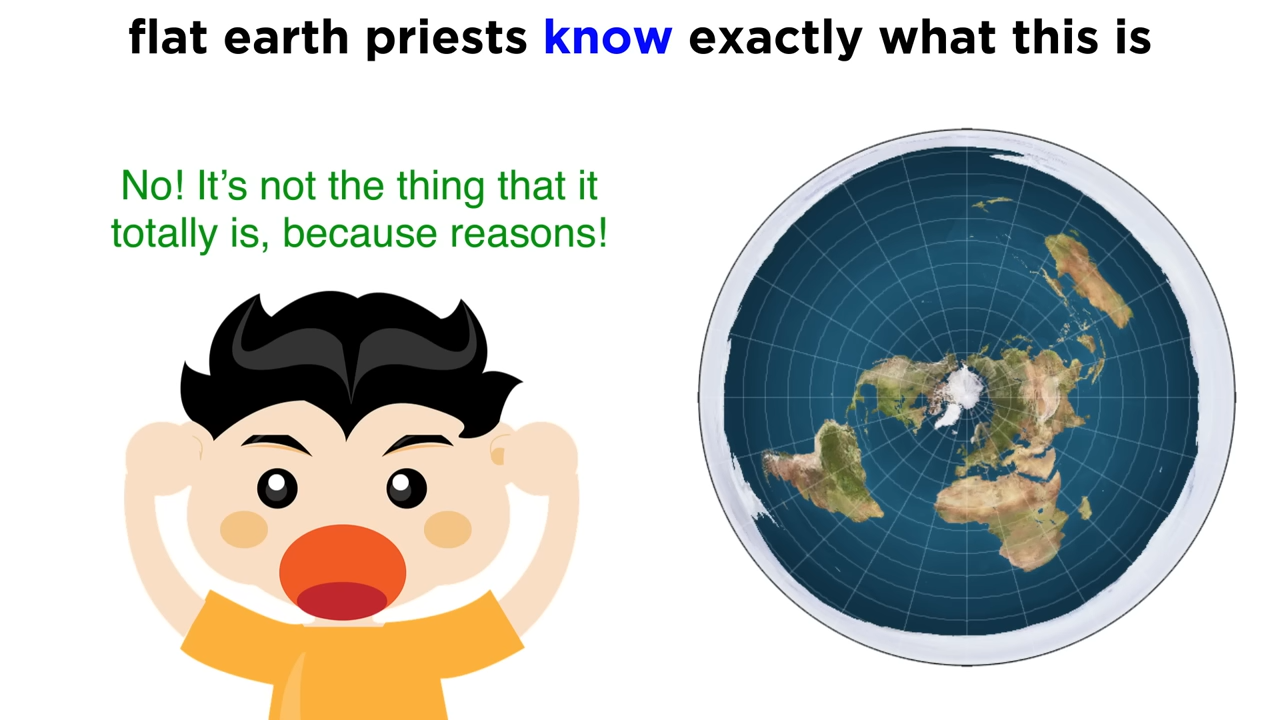 flat earth priests know exactly what this is
No! It’s not the thing that it
totally is, because reasons!